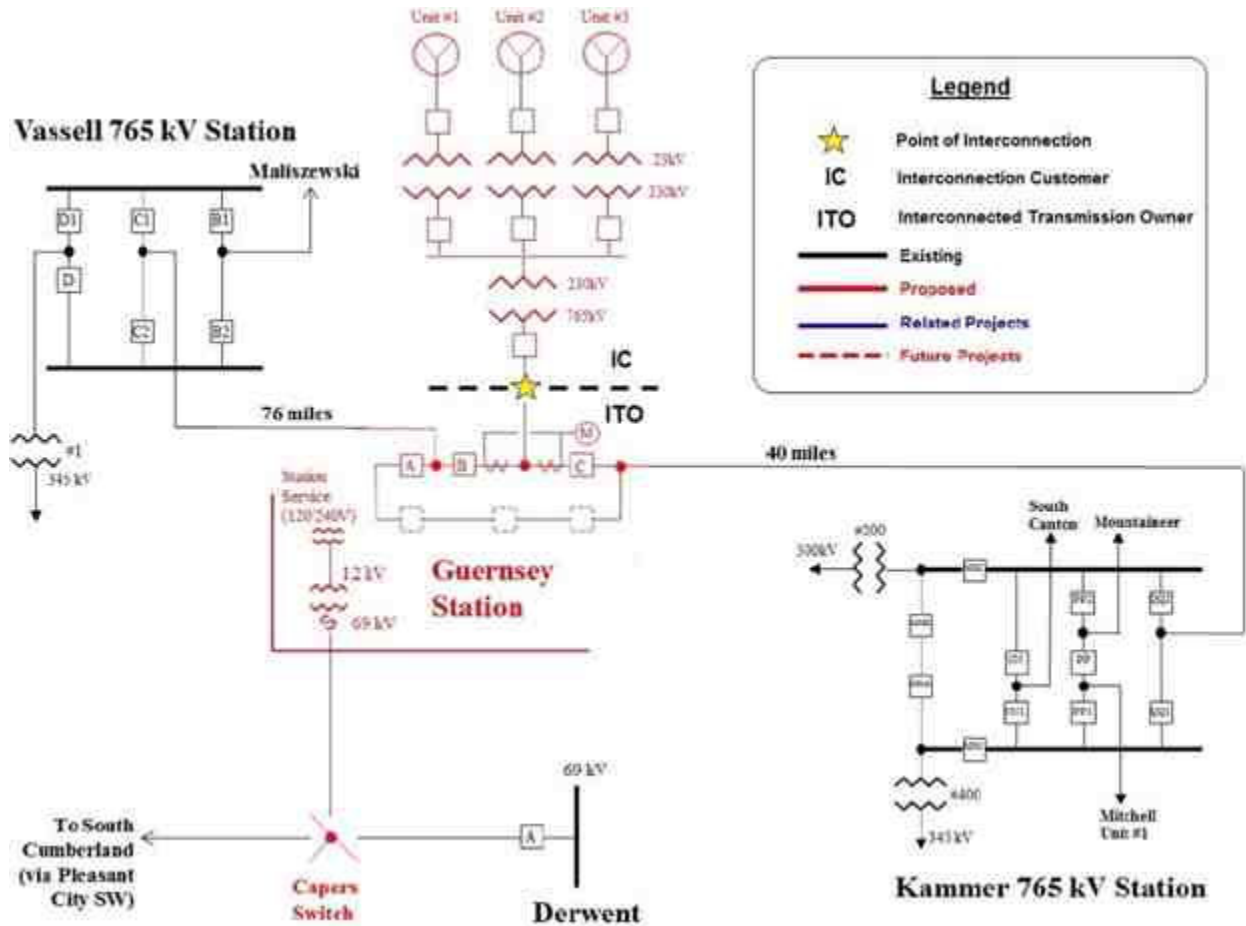 Unit #1
Unit #2
Unit #3
Legend
Point of Interconnection
IC
Interconnection Customer
ITO
Interconnected Transmission Owner
Existing
Proposed
Related Projects
Future Projects
Vassell 765 kV Station
Maliszewski
D1
C1
B1
D
C2
B2
#1
345 kV
23kV
230kV
230kV
765kV
IC
ITO
76 miles
40 miles
M
A
B
C
Station
Service
(120/240V)
12 kV
69 kV
Guernsey
Station
South
Canton
Mountaineer
#200
500kV
PP
#400
345 kV
Mitchell
Unit #1
Kammer 765 kV Station
69 kV
A
Derwent
To South
Cumberland
(via Pleasant
City SW)
Capers
Switch